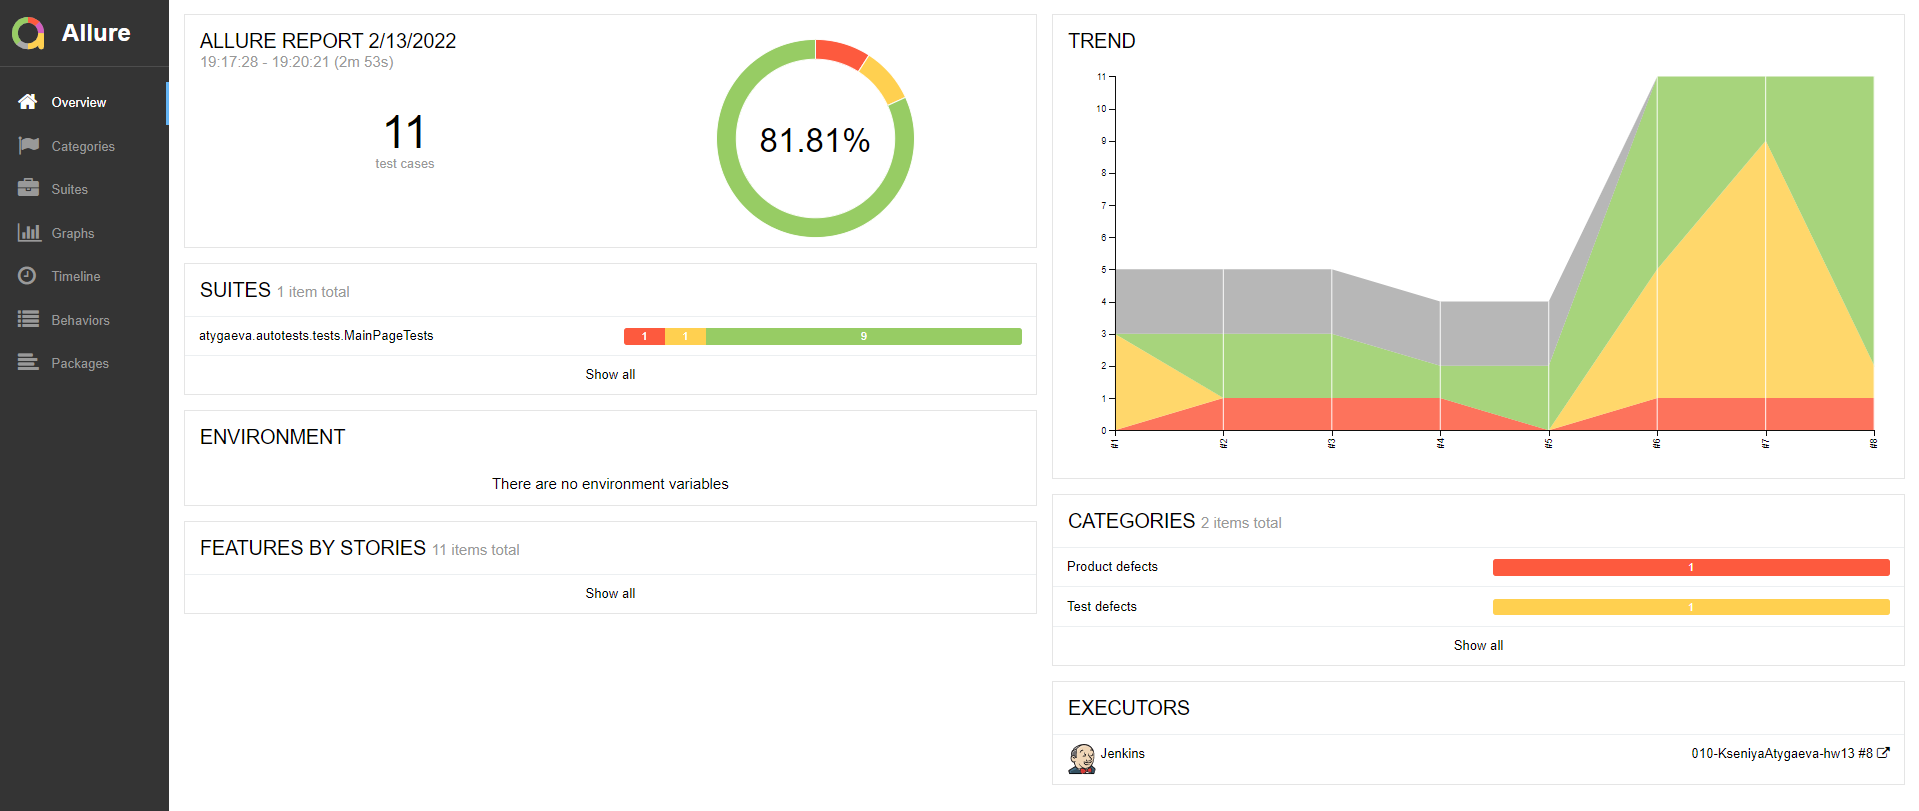 Allure
Overview
Categories
Suites
Graphs
Timeline
Behaviors
Packages
ALLURE REPORT 2/13/2022
19:17:28 - 19:20:21 (2m 53s)
11
test cases
81.81%
SUITES 1 item total
atygaeva.autotests.tests.MainPageTests 1 1 9
Show all
ENVIRONMENT
There are no environment variables
FEATURES BY STORIES 11 items total
Show all
TREND
11
10
9
8
7
6
5
4
3
2
1
0
#1 #2 #3 #4 #5 #6 #7 #8
CATEGORIES 2 items total
Product defects 1
Test defects 1
Show all
EXECUTORS
Jenkins 010-KseniyaAtygaeva-hw13 #8